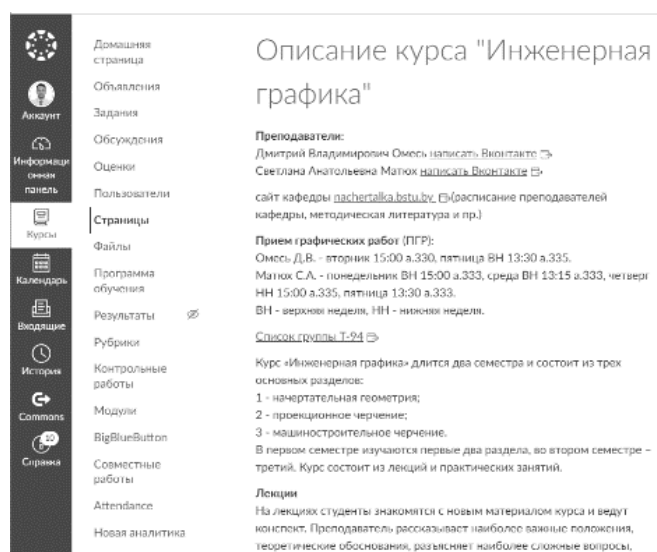 Аккаунт
Информаци
онная
панель
Курсы
Календарь
Входящие
История
Commons
10
Справка
Домашняя
страница
Объявления
Задания
Обсуждения
Оценки
Пользователи
Страницы
Файлы
Программа
обучения
Результаты
Рубрики
Контрольные
работы
Модули
BigBlueButton
Совместные
работы
Attendance
Новая аналитика
Описание курса "Инженерная
графика"
Преподаватели:
Дмитрий Владимирович Омесь написать Вконтакте
Светлана Анатольевна Матюх написать Вконтакте
сайт кафедры nachertalka.bstu.by (расписание преподавателей
кафедры, методическая литература и пр.)
Прием графических работ (ПГР):
Омесь Д.В. - вторник 15:00 а.330, пятница ВН 13:30 а.335.
Матюх С.А. - понедельник ВН 15:00 а.333, среда ВН 13:15 а.333, четверг
НН 15:00 а.335, пятница 13:30 а.333.
ВН - верхняя неделя, НН - нижняя неделя.
Список группы Т-94
Курс «Инженерная графика» длится два семестра и состоит из трех
основных разделов:
1 - начертательная геометрия;
2 - проекционное черчение;
3 - машиностроительное черчение.
В первом семестре изучаются первые два раздела, во втором семестре –
третий. Курс состоит из лекций и практических занятий.
Лекции
На лекциях студенты знакомятся с новым материалом курса и ведут
конспект. Преподаватель рассказывает наиболее важные положения,
теоретические обоснования, разъясняет наиболее сложные вопросы,